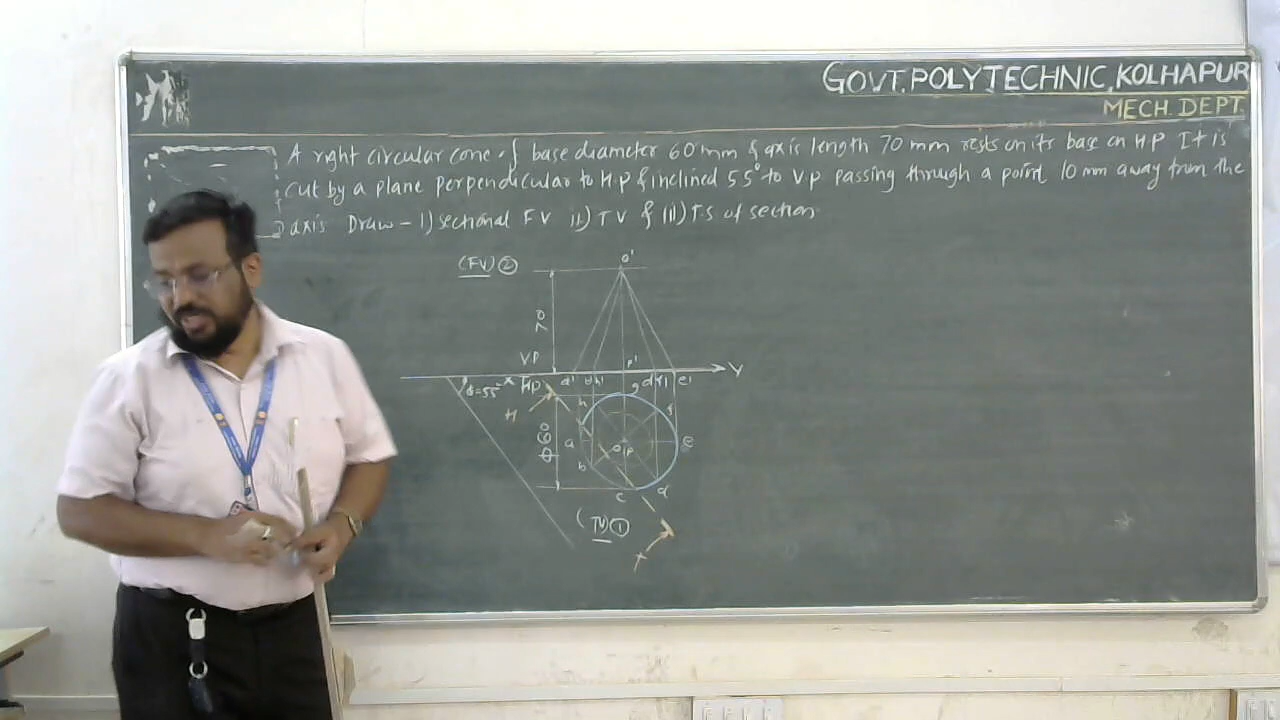 GOVT. POLYTECHNIC, KOLHAPUR
MECH. DEPT.
A right circular cone of base diameter 60 mm & axis length 70 mm rests on its base on H P It is
cut by a plane perpendicular to H.P & inclined 55° to V.P passing through a point 10 mm away from the
axis Draw - i) sectional FV ii) TV & iii) T.S of section
(FV) ②
o'
70
VP
X
HP
θ=55°
a' b' h' p' d' e'
Y
H
h g f
Φ60
a o p e
b c d
(TV) ①